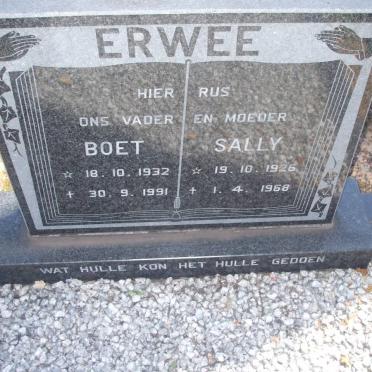 ERWEE
HIER RUS
ONS VADER EN MOEDER
BOET SALLY
☆ 18. 10. 1932 ☆ 19. 10. 1926
✝ 30. 9. 1991 ✝ 1. 4. 1968
WAT HULLE KON HET HULLE GEDOEN